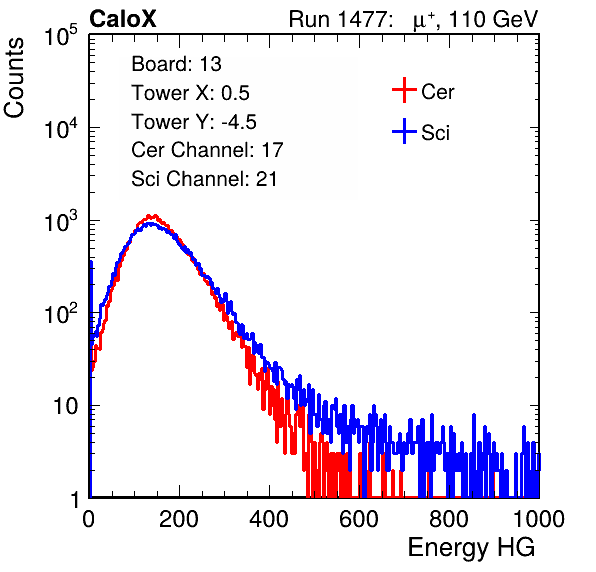 CaloX Run 1477: μ⁺, 110 GeV
Counts
Board: 13
Tower X: 0.5
Tower Y: -4.5
Cer Channel: 17
Sci Channel: 21
Cer
Sci
10⁵
10⁴
10³
10²
10
1
0 200 400 600 800 1000
Energy HG